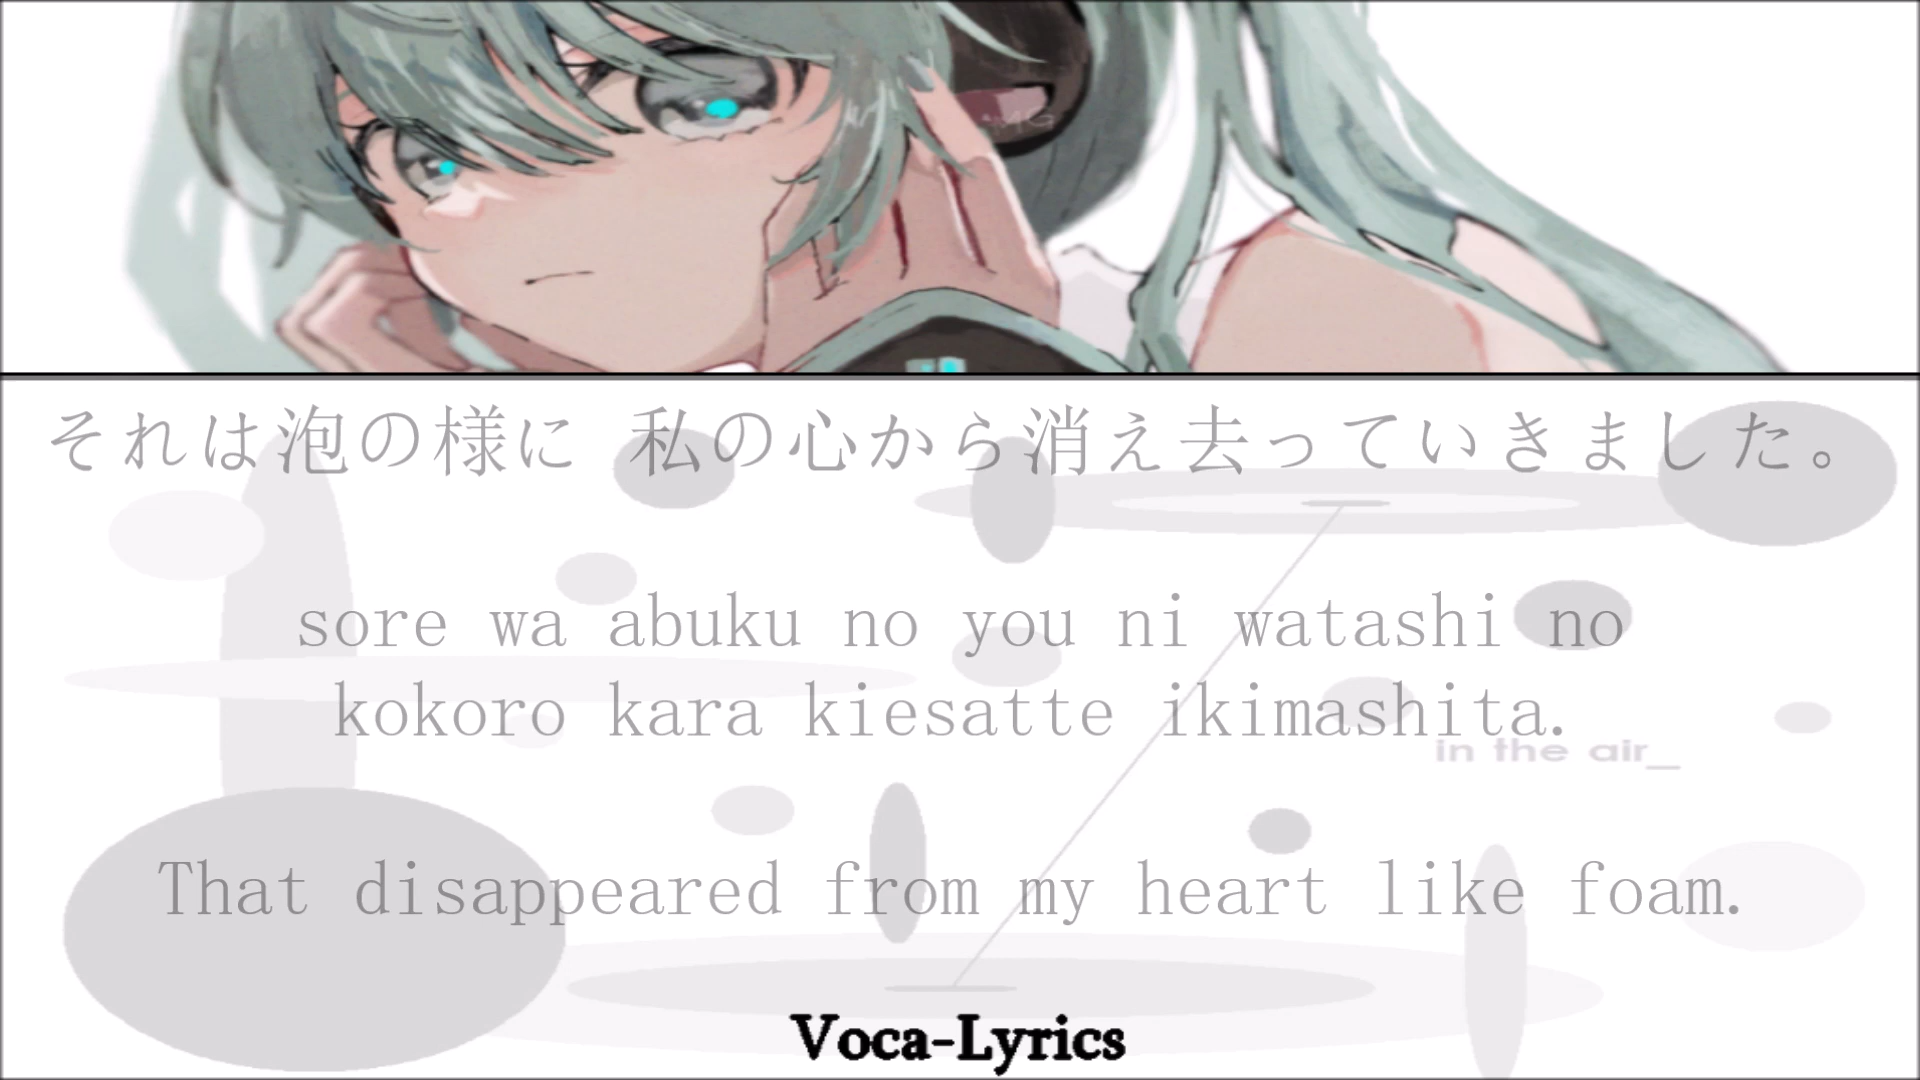 それは泡の様に 私の心から消え去っていきました。
sore wa abuku no you ni watashi no
kokoro kara kiesatte ikimashita.
in the air_
That disappeared from my heart like foam.
Voca-Lyrics